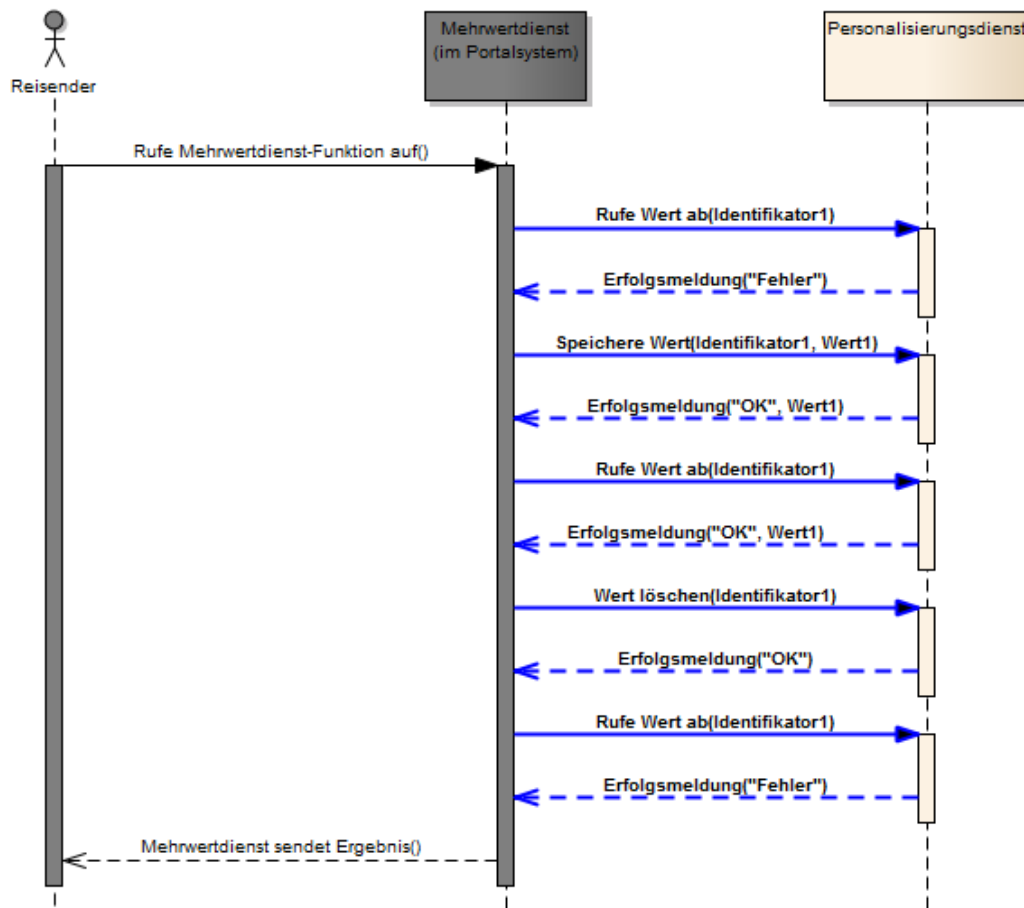 Mehrwertdienst
(im Portalsystem)
Personalisierungsdienst
Reisender
Rufe Mehrwertdienst-Funktion auf()
Rufe Wert ab(Identifikator1)
Erfolgsmeldung("Fehler")
Speichere Wert(Identifikator1, Wert1)
Erfolgsmeldung("OK", Wert1)
Rufe Wert ab(Identifikator1)
Erfolgsmeldung("OK", Wert1)
Wert löschen(Identifikator1)
Erfolgsmeldung("OK")
Rufe Wert ab(Identifikator1)
Erfolgsmeldung("Fehler")
Mehrwertdienst sendet Ergebnis()